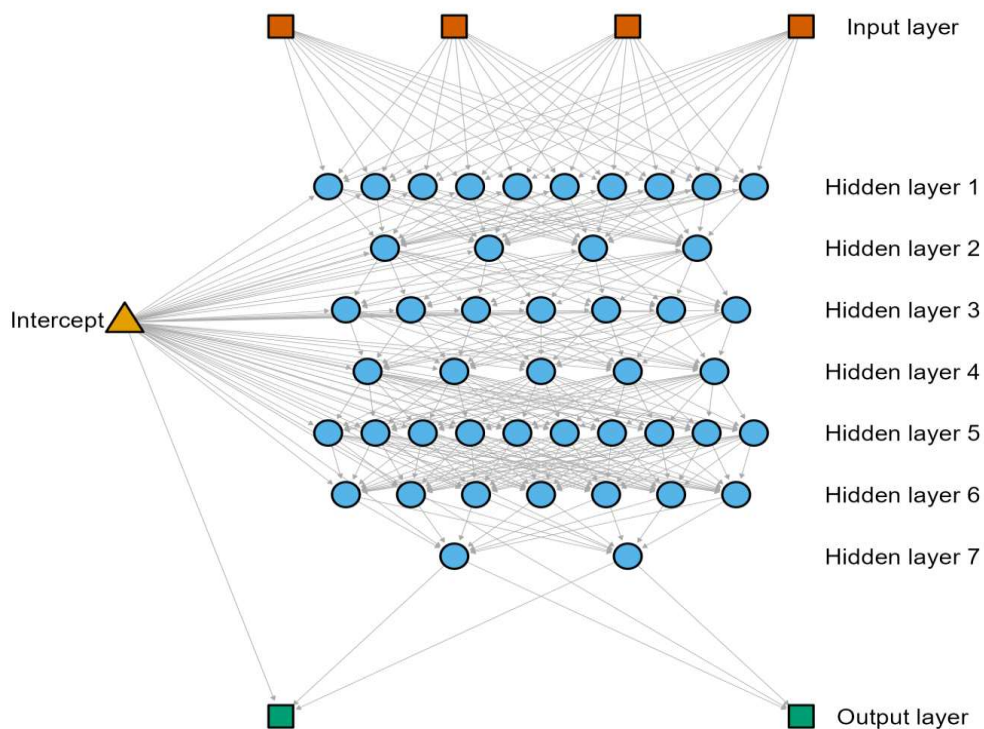 Input layer
Hidden layer 1
Hidden layer 2
Intercept
Hidden layer 3
Hidden layer 4
Hidden layer 5
Hidden layer 6
Hidden layer 7
Output layer